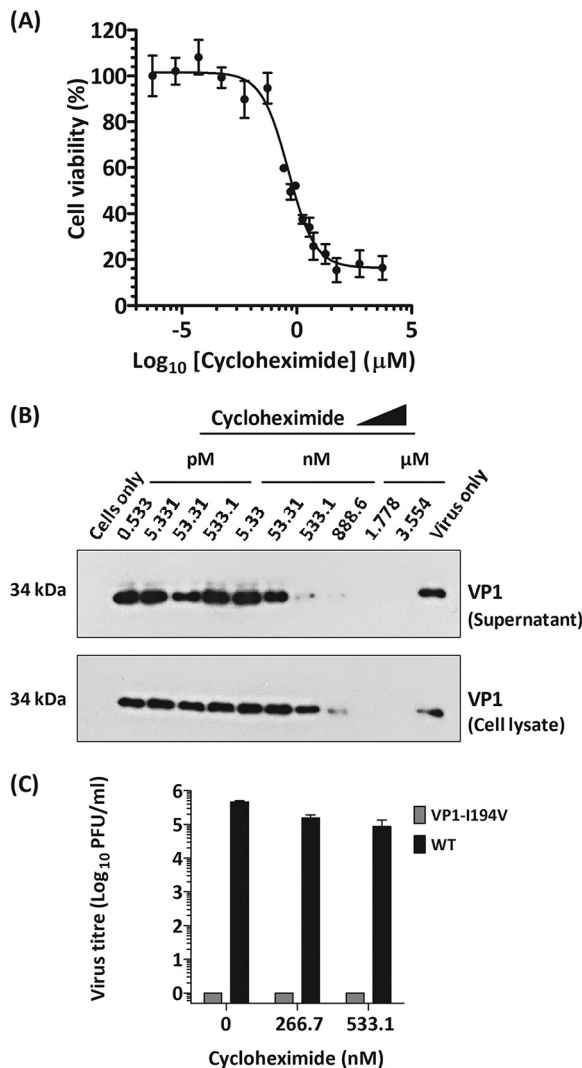 (A)
120
100
80
60
40
20
0
Cell viability (%)
-5 0 5
Log10 [Cycloheximide] (μM)
(B)
Cycloheximide
pM nM μM
Cells only 0.533 5.331 53.31 533.1 5.33 53.31 533.1 888.6 1.778 3.554 Virus only
34 kDa VP1
(Supernatant)
34 kDa VP1
(Cell lysate)
(C)
6
5
4
3
2
1
0
Virus titre (Log10 PFU/ml)
VP1-I194V
WT
0 266.7 533.1
Cycloheximide (nM)